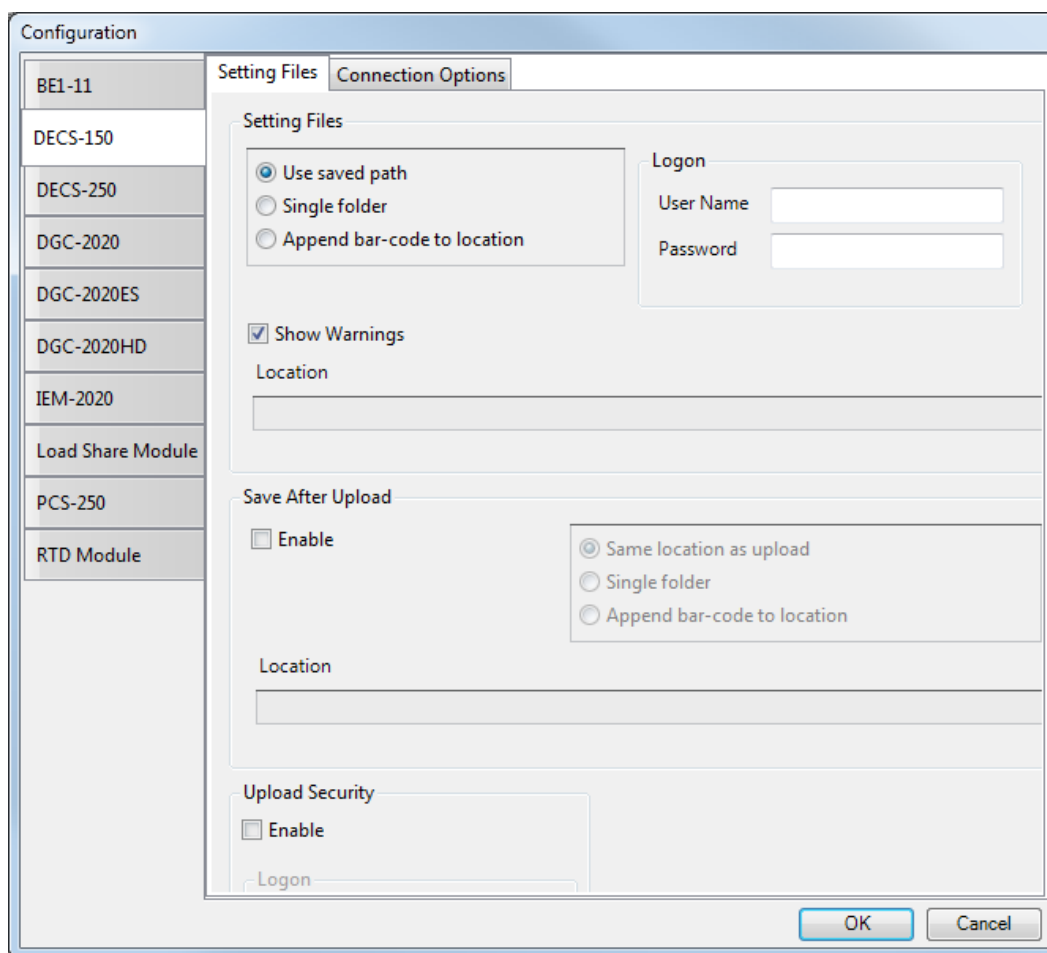 Configuration
BE1-11
DECS-150
DECS-250
DGC-2020
DGC-2020ES
DGC-2020HD
IEM-2020
Load Share Module
PCS-250
RTD Module
Setting Files
Connection Options
Setting Files
Use saved path
Single folder
Append bar-code to location
Logon
User Name
Password
Show Warnings
Location
Save After Upload
Enable
Same location as upload
Single folder
Append bar-code to location
Location
Upload Security
Enable
Logon
OK
Cancel